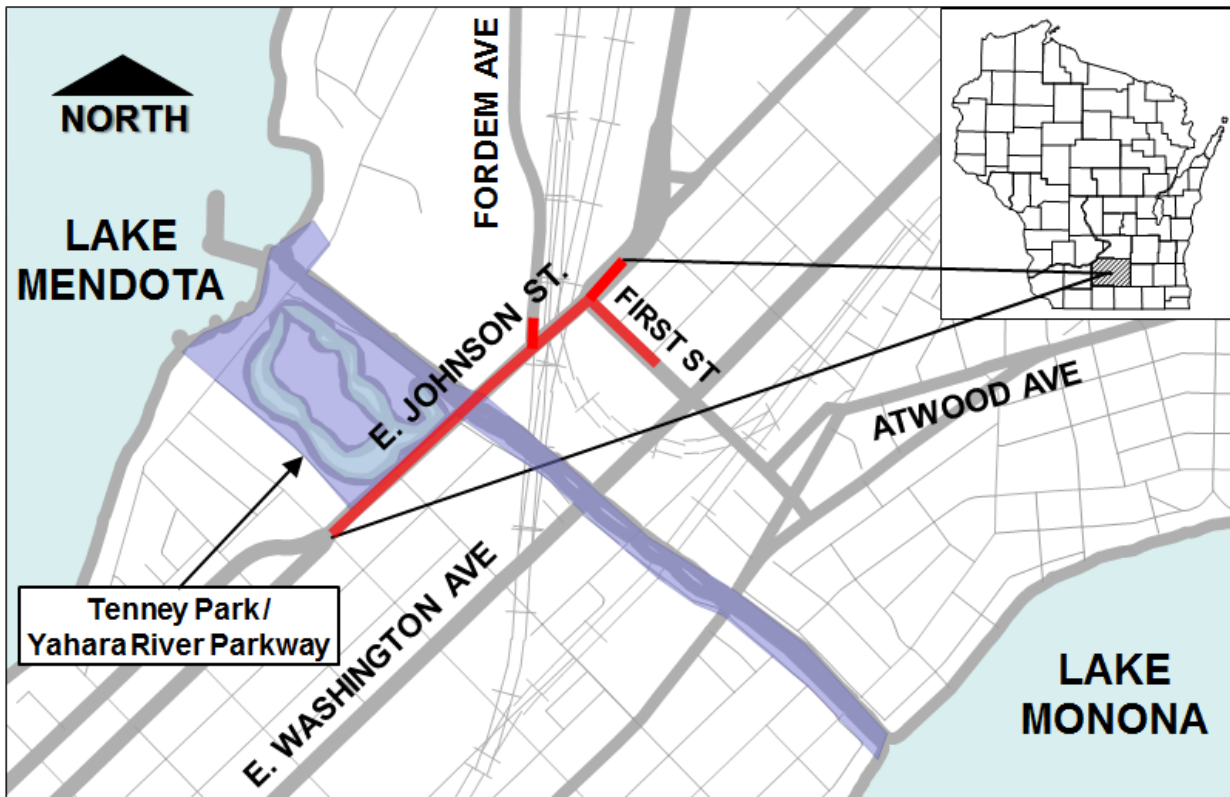 NORTH
LAKE
MENDOTA
FORDEM AVE
E. JOHNSON ST.
FIRST ST
ATWOOD AVE
E. WASHINGTON AVE
Tenney Park /
Yahara River Parkway
LAKE
MONONA